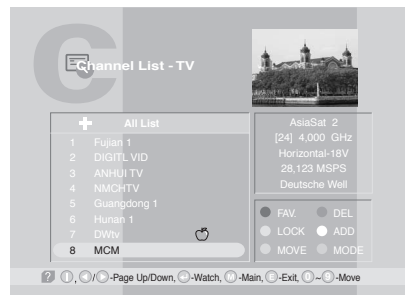 Channel List - TV
All List
1 Fujian 1
2 DIGITL VID
3 ANHUI TV
4 NMCHTV
5 Guangdong 1
6 Hunan 1
7 DWtv
8 MCM
AsiaSat 2
[24] 4,000 GHz
Horizontal-18V
28,123 MSPS
Deutsche Well
FAV. DEL
LOCK ADD
MOVE MODE
? i, / -Page Up/Down, -Watch, M -Main, E -Exit, 0 ~ 9 -Move